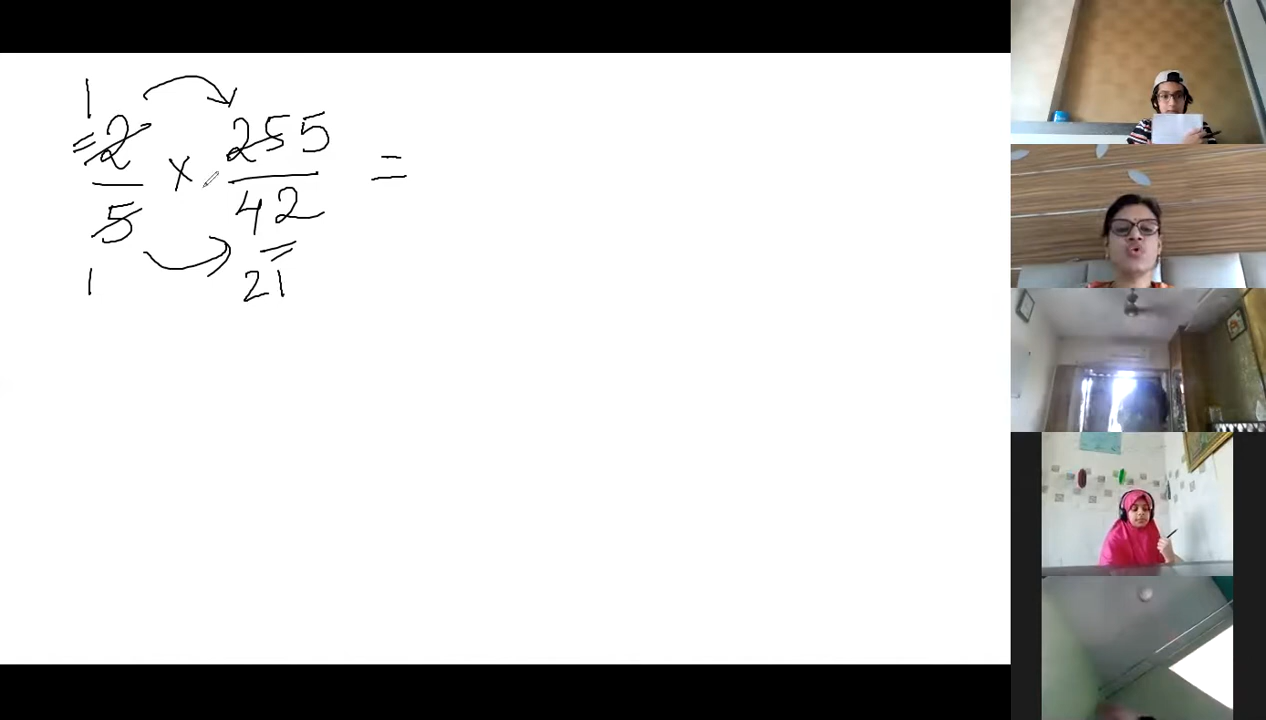 1
2 255
— × —— =
5 42
1 21